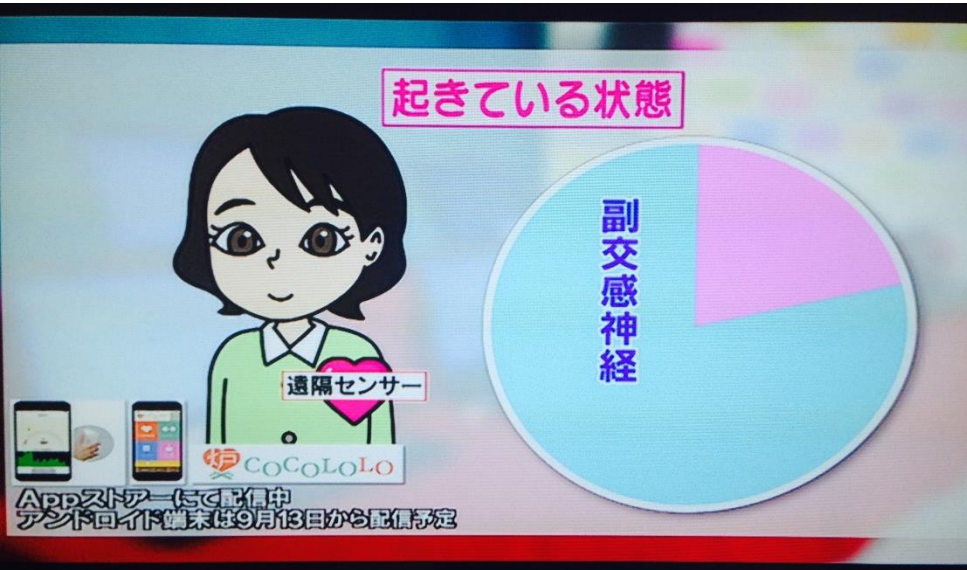 起きている状態
副交感神経
遠隔センサー
炉 COCOLOLO
Appストアーにて配信中
アンドロイド端末は9月13日から配信予定